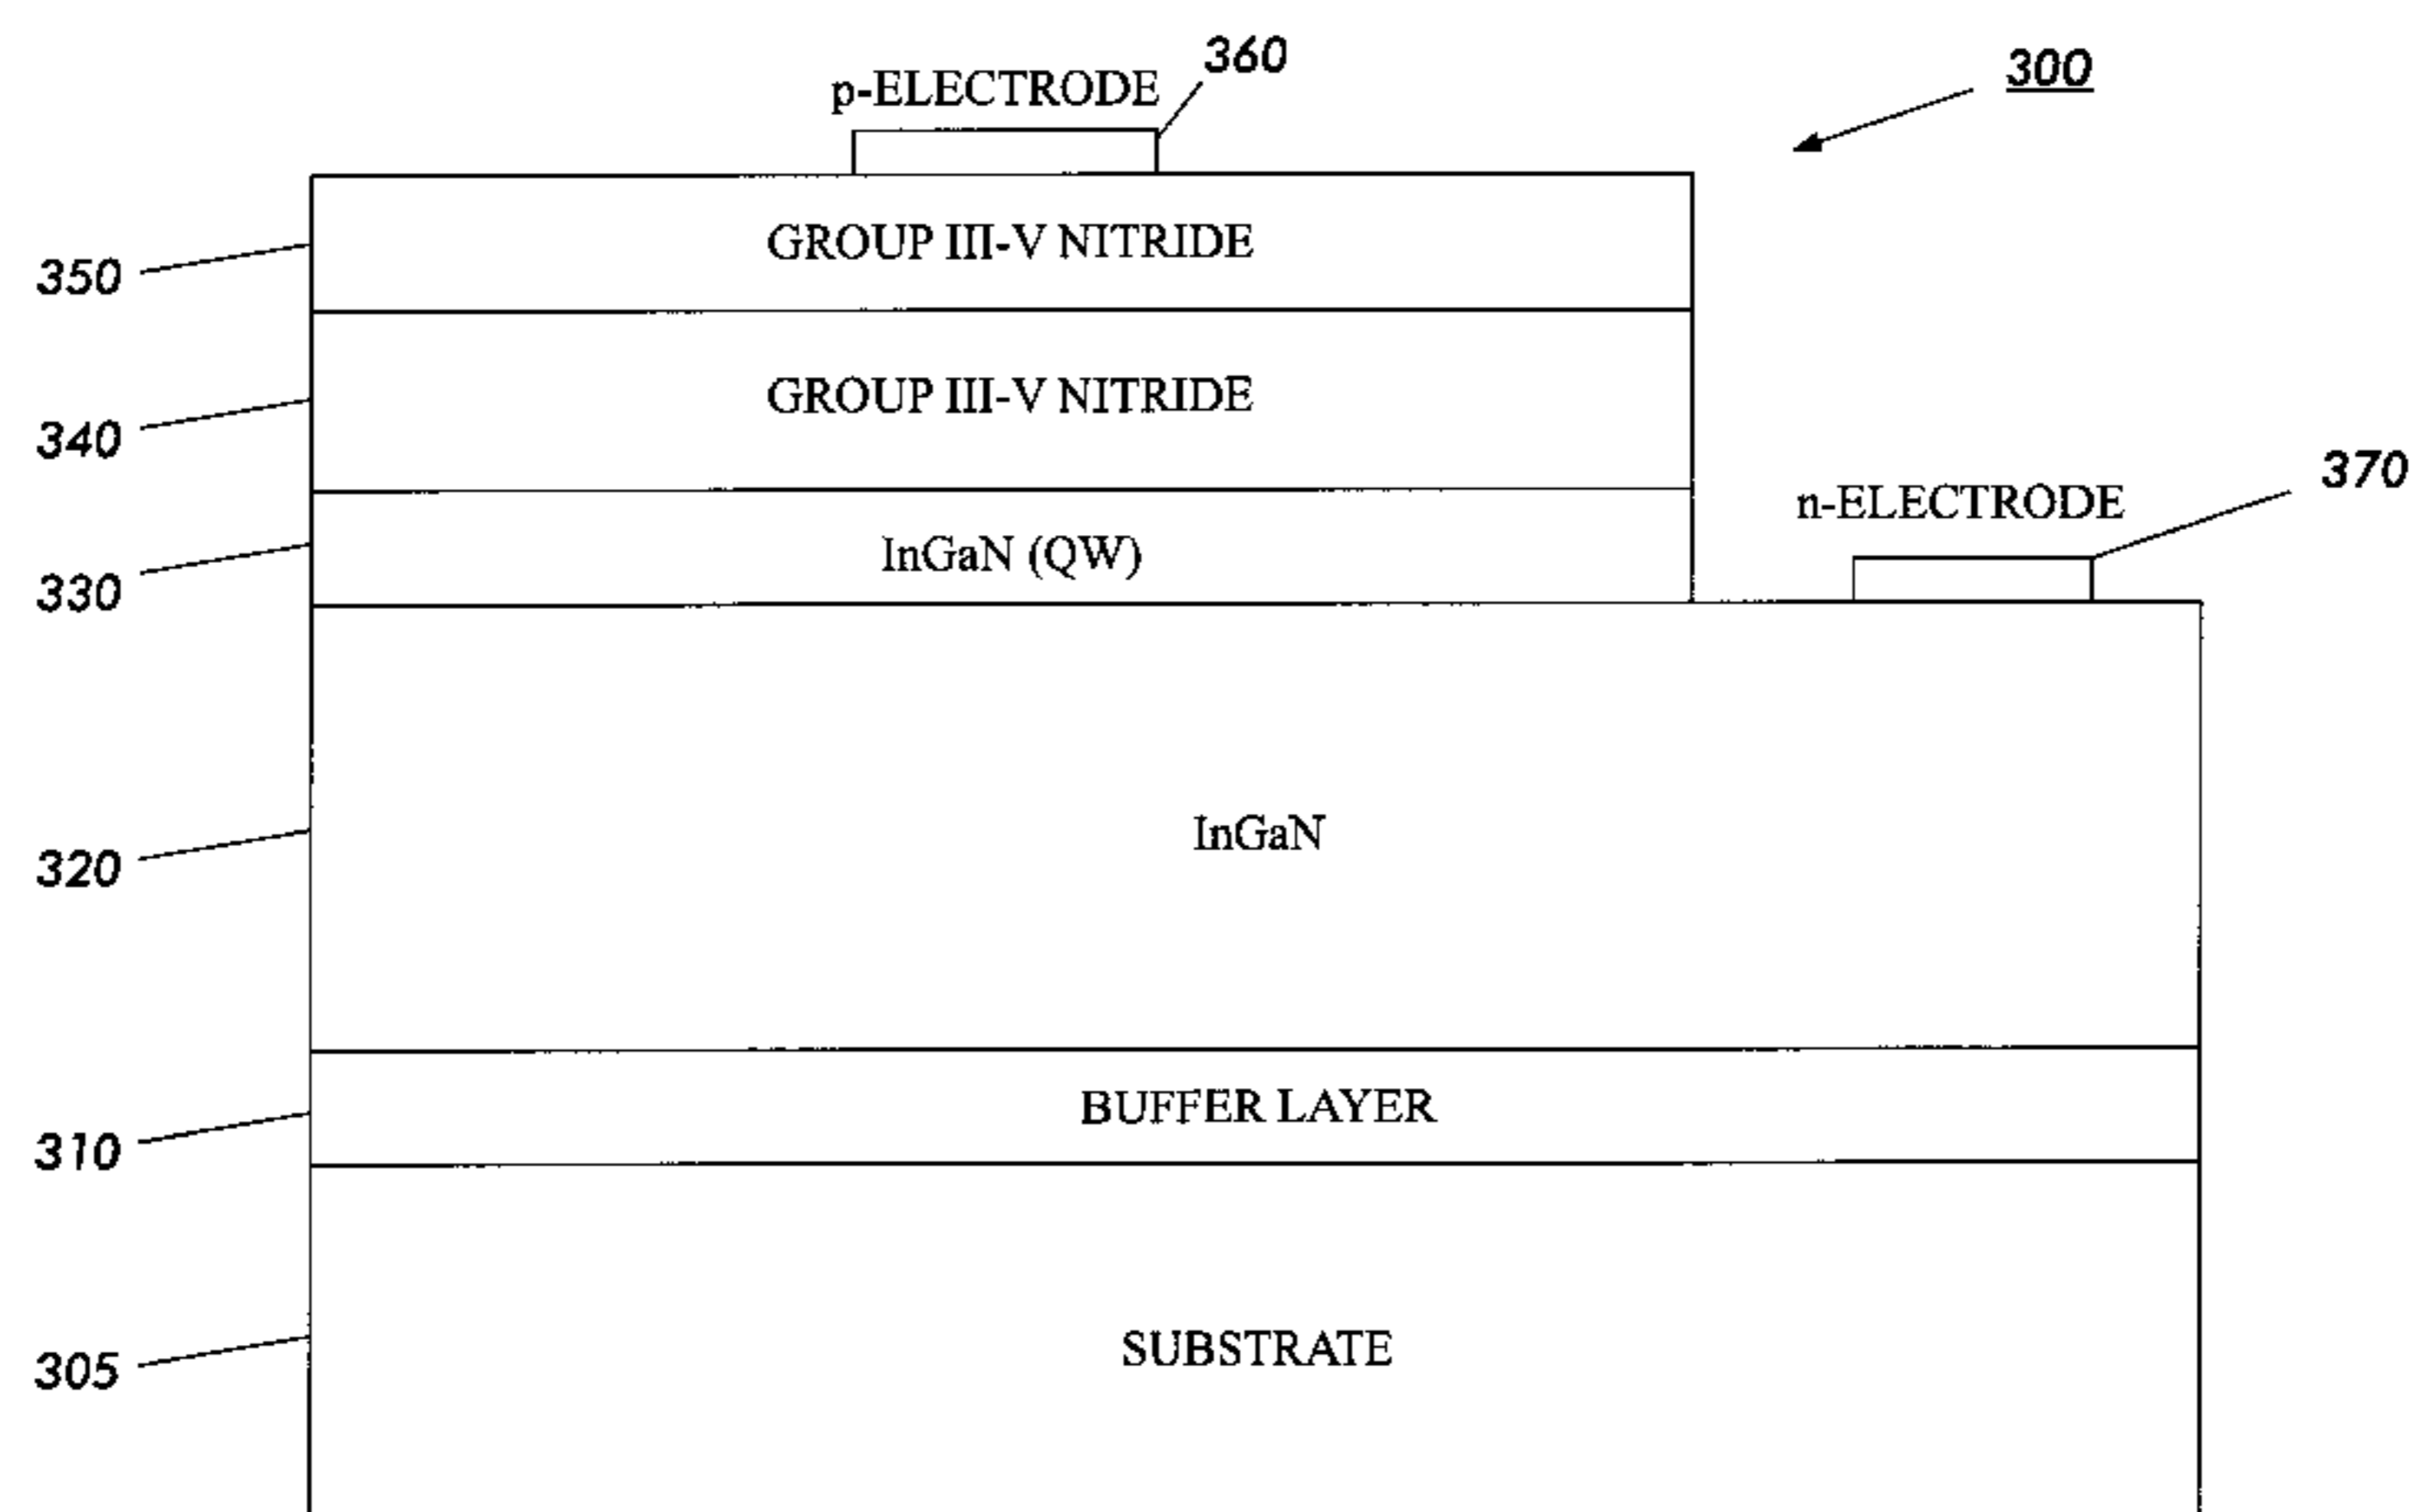 360
300
p-ELECTRODE
GROUP III-V NITRIDE
350
GROUP III-V NITRIDE
340
370
n-ELECTRODE
InGaN (QW)
330
InGaN
320
BUFFER LAYER
310
SUBSTRATE
305